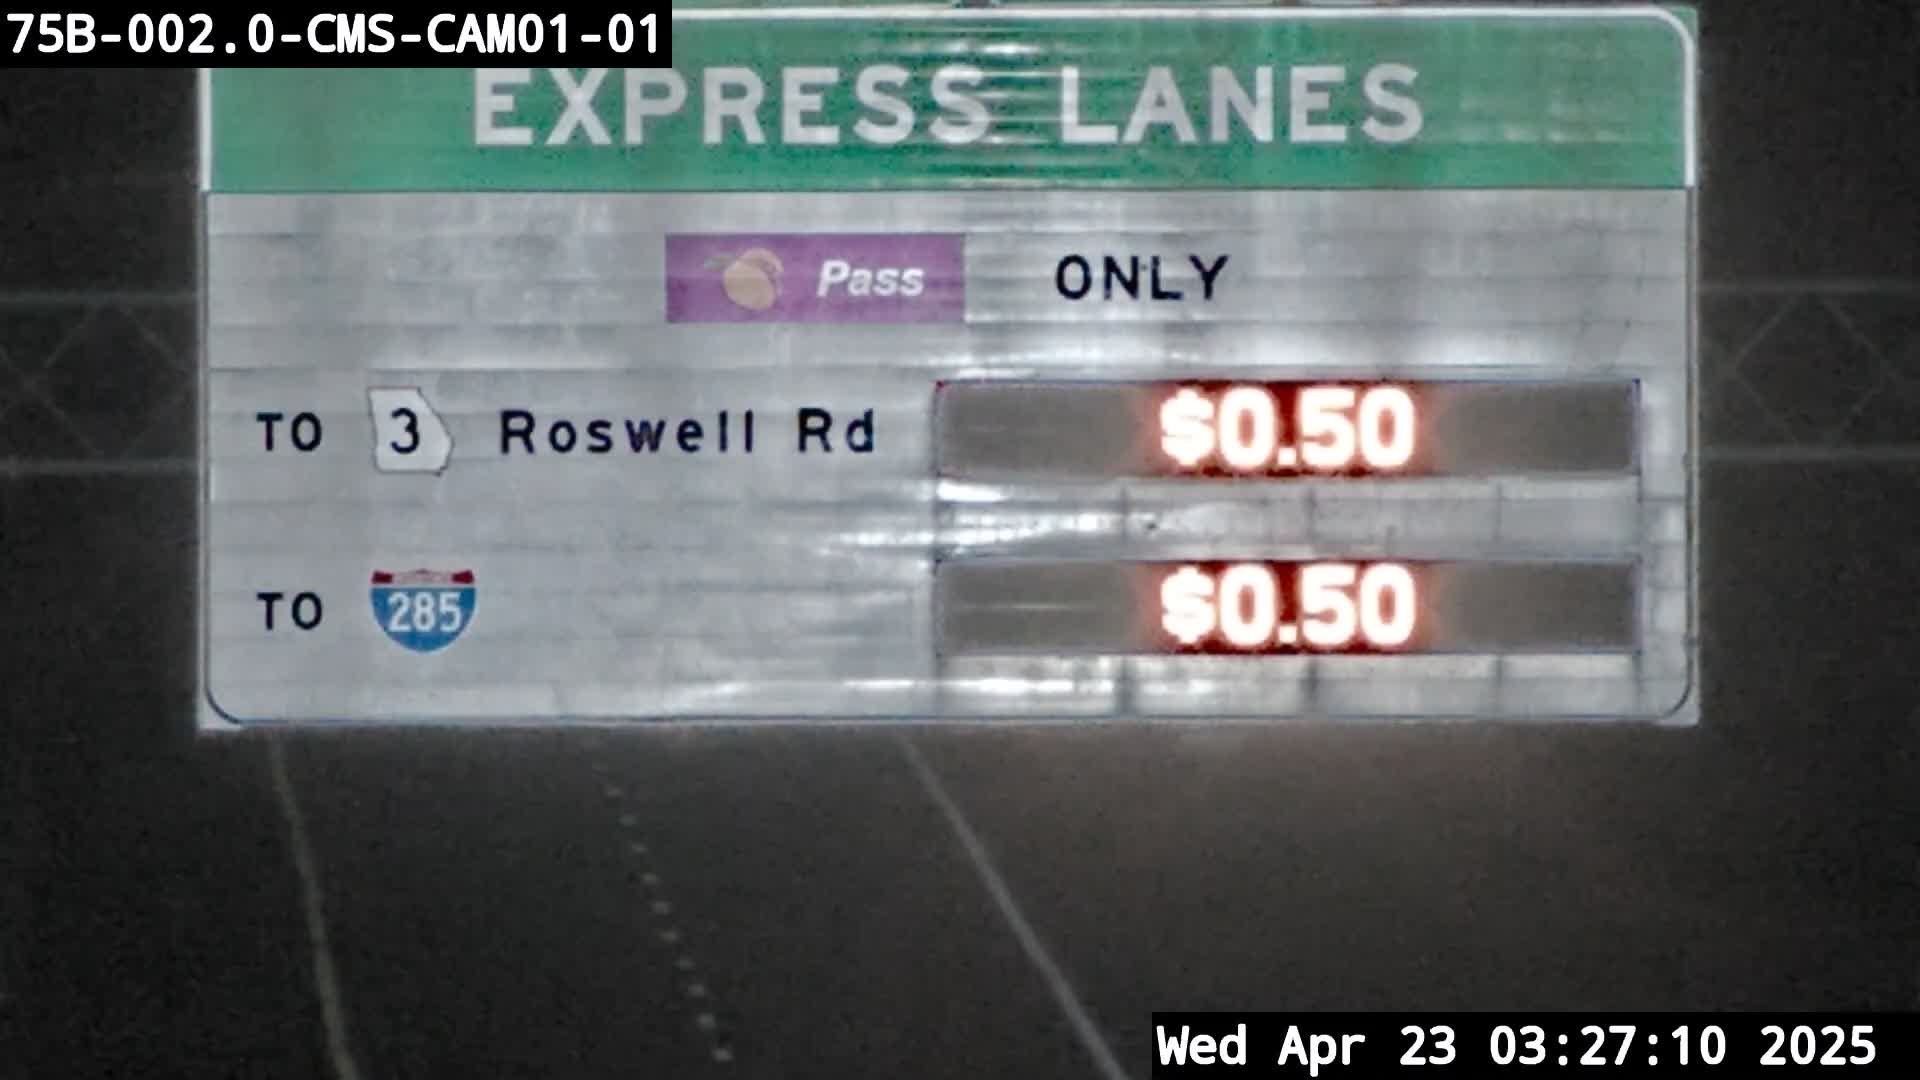 75B-002.0-CMS-CAM01-01
EXPRESS LANES
Pass ONLY
TO 3 Roswell Rd $0.50
TO 285 $0.50
Wed Apr 23 03:27:10 2025